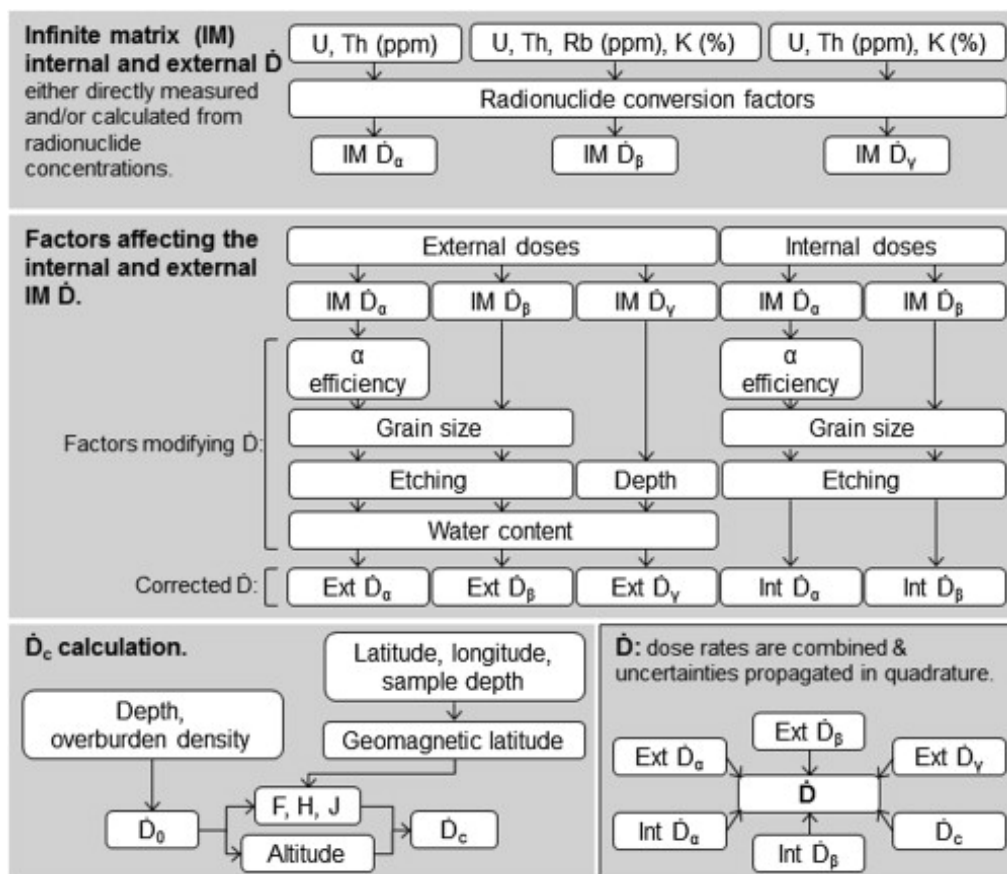 Infinite matrix (IM)
internal and external Ḋ
either directly measured
and/or calculated from
radionuclide
concentrations.
U, Th (ppm)
U, Th, Rb (ppm), K (%)
U, Th (ppm), K (%)
Radionuclide conversion factors
IM Ḋα
IM Ḋβ
IM Ḋγ
Factors affecting the
internal and external
IM Ḋ.
External doses
Internal doses
IM Ḋα
IM Ḋβ
IM Ḋγ
IM Ḋα
IM Ḋβ
Factors modifying Ḋ:
α
efficiency
α
efficiency
Grain size
Grain size
Etching
Depth
Etching
Water content
Corrected Ḋ:
Ext Ḋα
Ext Ḋβ
Ext Ḋγ
Int Ḋα
Int Ḋβ
Ḋc calculation.
Latitude, longitude,
sample depth
Depth,
overburden density
Geomagnetic latitude
Ḋ0
F, H, J
Altitude
Ḋc
Ḋ: dose rates are combined &
uncertainties propagated in quadrature.
Ext Ḋα
Ext Ḋβ
Ext Ḋγ
Ḋ
Int Ḋα
Int Ḋβ
Ḋc